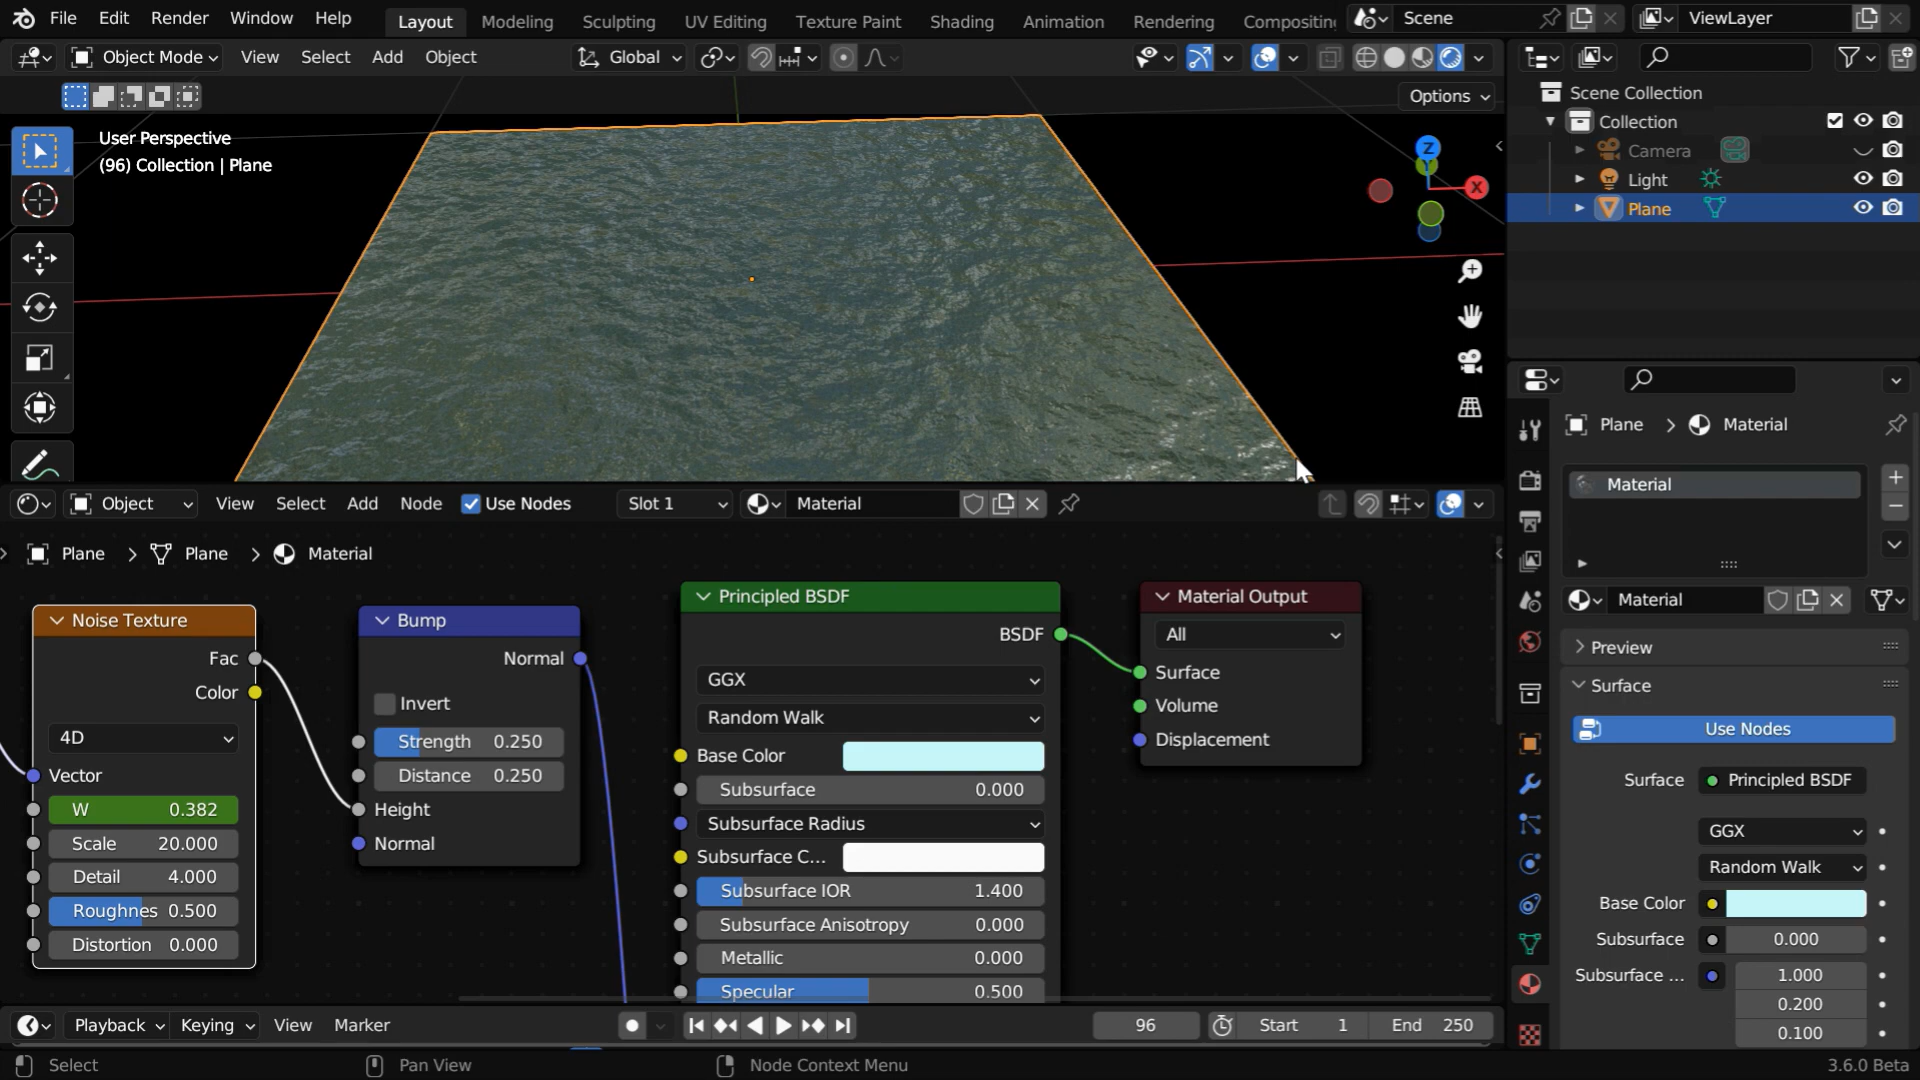 File Edit Render Window Help Layout Modeling Sculpting UV Editing Texture Paint Shading Animation Rendering Scene ViewLayer
Object Mode View Select Add Object Global
Options
User Perspective
(96) Collection | Plane
Z
Y
X
Scene Collection
Collection
Camera
Light
Plane
Plane > Material
Material
Material
Preview
Surface
Use Nodes
Surface Principled BSDF
GGX
Random Walk
Base Color
Subsurface 0.000
Subsurface ... 1.000
0.200
0.100
Object View Select Add Node Use Nodes Slot 1 Material
Plane > Plane > Material
Noise Texture
Fac
Color
4D
Vector
W 0.382
Scale 20.000
Detail 4.000
Roughnes 0.500
Distortion 0.000
Bump
Normal
Invert
Strength 0.250
Distance 0.250
Height
Normal
Principled BSDF
BSDF
GGX
Random Walk
Base Color
Subsurface 0.000
Subsurface Radius
Subsurface C...
Subsurface IOR 1.400
Subsurface Anisotropy 0.000
Metallic 0.000
Specular 0.500
Material Output
All
Surface
Volume
Displacement
Playback Keying View Marker 96 Start 1 End 250
Select Pan View Node Context Menu 3.6.0 Beta